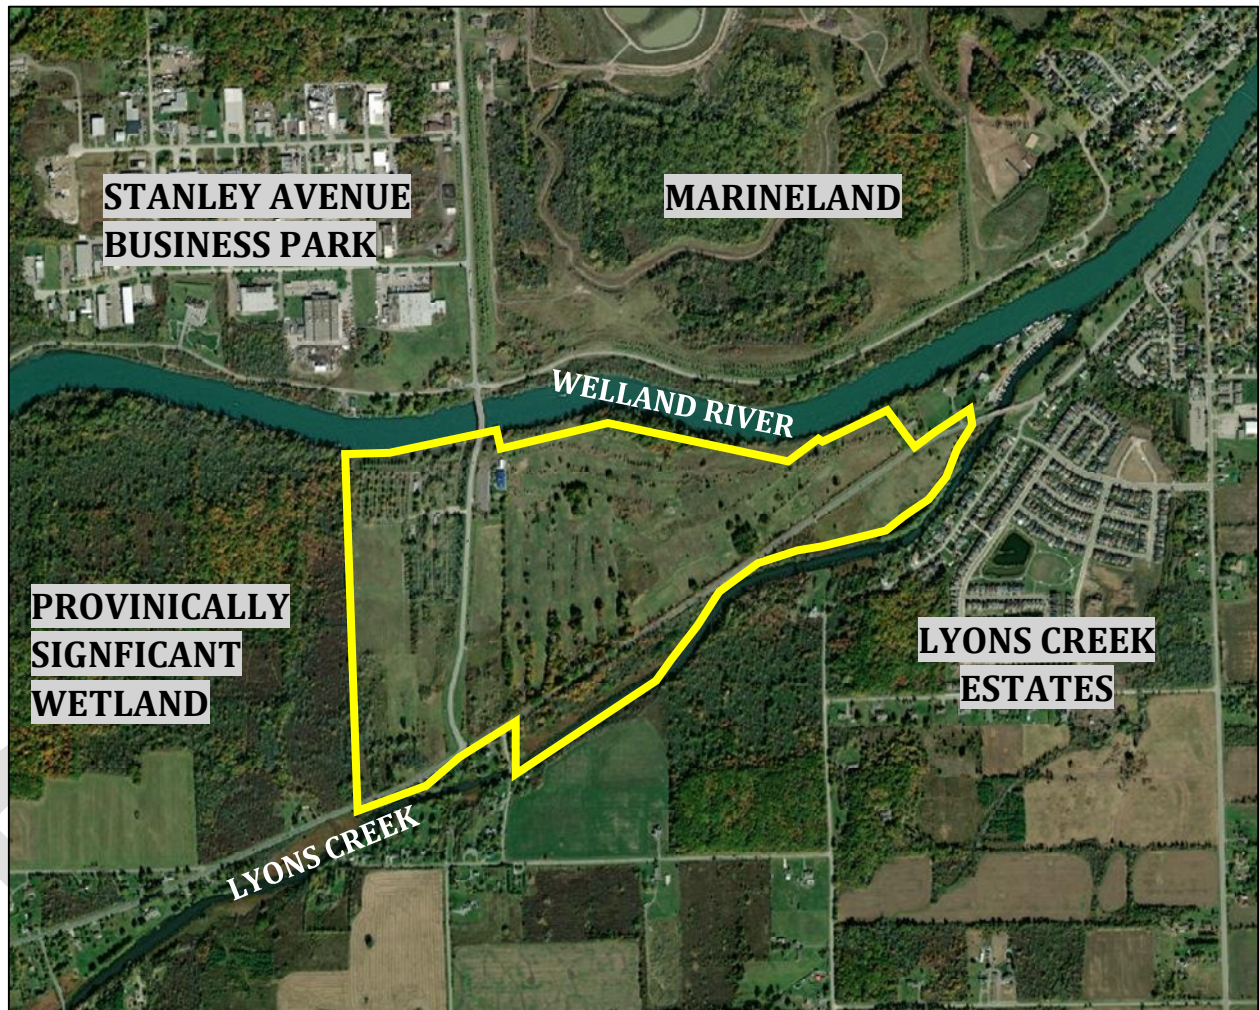 STANLEY AVENUE
BUSINESS PARK
MARINELAND
WELLAND RIVER
PROVINICALLY
SIGNFICANT
WETLAND
LYONS CREEK
ESTATES
LYONS CREEK